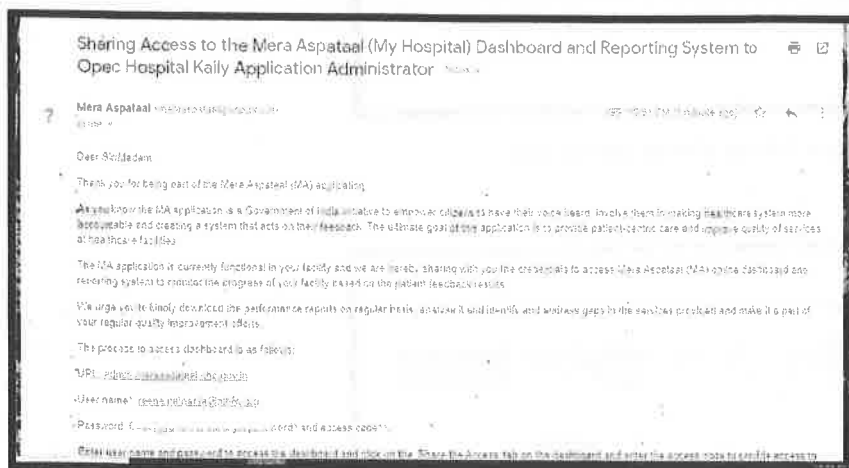 Sharing Access to the Mera Aspataal (My Hospital) Dashboard and Reporting System to
Opec Hospital Kaily Application Administrator
Mera Aspataal
Dear Sir/Madam
Thank you for being part of the Mera Aspataal (MA) application
As you know the MA application is a Government of India initiative to empower citizens to have their voice heard, involve them in making healthcare system more
accountable and creating a system that acts on their feedback. The ultimate goal of this application is to provide patient-centric care and improve quality of services
at healthcare facilities
The MA application is currently functional in your facility and we are hereby sharing with you the credentials to access Mera Aspataal (MA) online dashboard and
reporting system to monitor the progress of your facility based on the patient feedback results
We urge you to kindly download the performance reports on regular basis, analyse it and identify and address gaps in the services provided and make it a part of
your regular quality improvement efforts.
The process to access dashboard is as follows:
URL:
User name*:
Password and access code
Enter user name and password to access the dashboard and click on the 'Share the Access' tab on the dashboard and enter the access code to provide access to